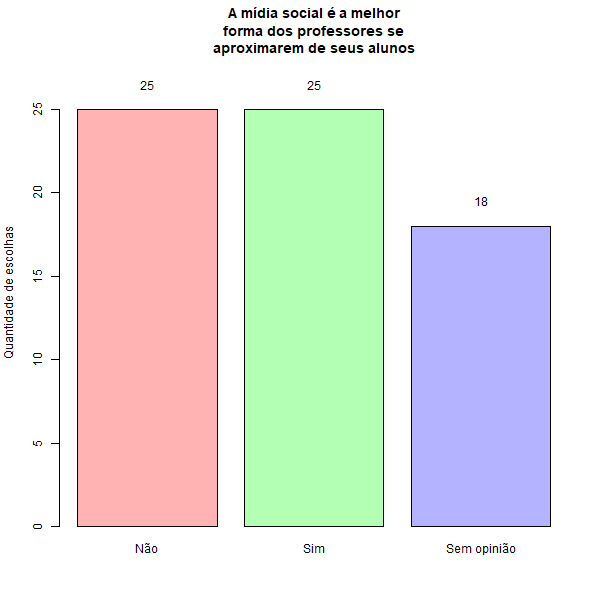 A mídia social é a melhor
forma dos professores se
aproximarem de seus alunos
25
25
18
Quantidade de escolhas
25
20
15
10
5
0
Não
Sim
Sem opinião